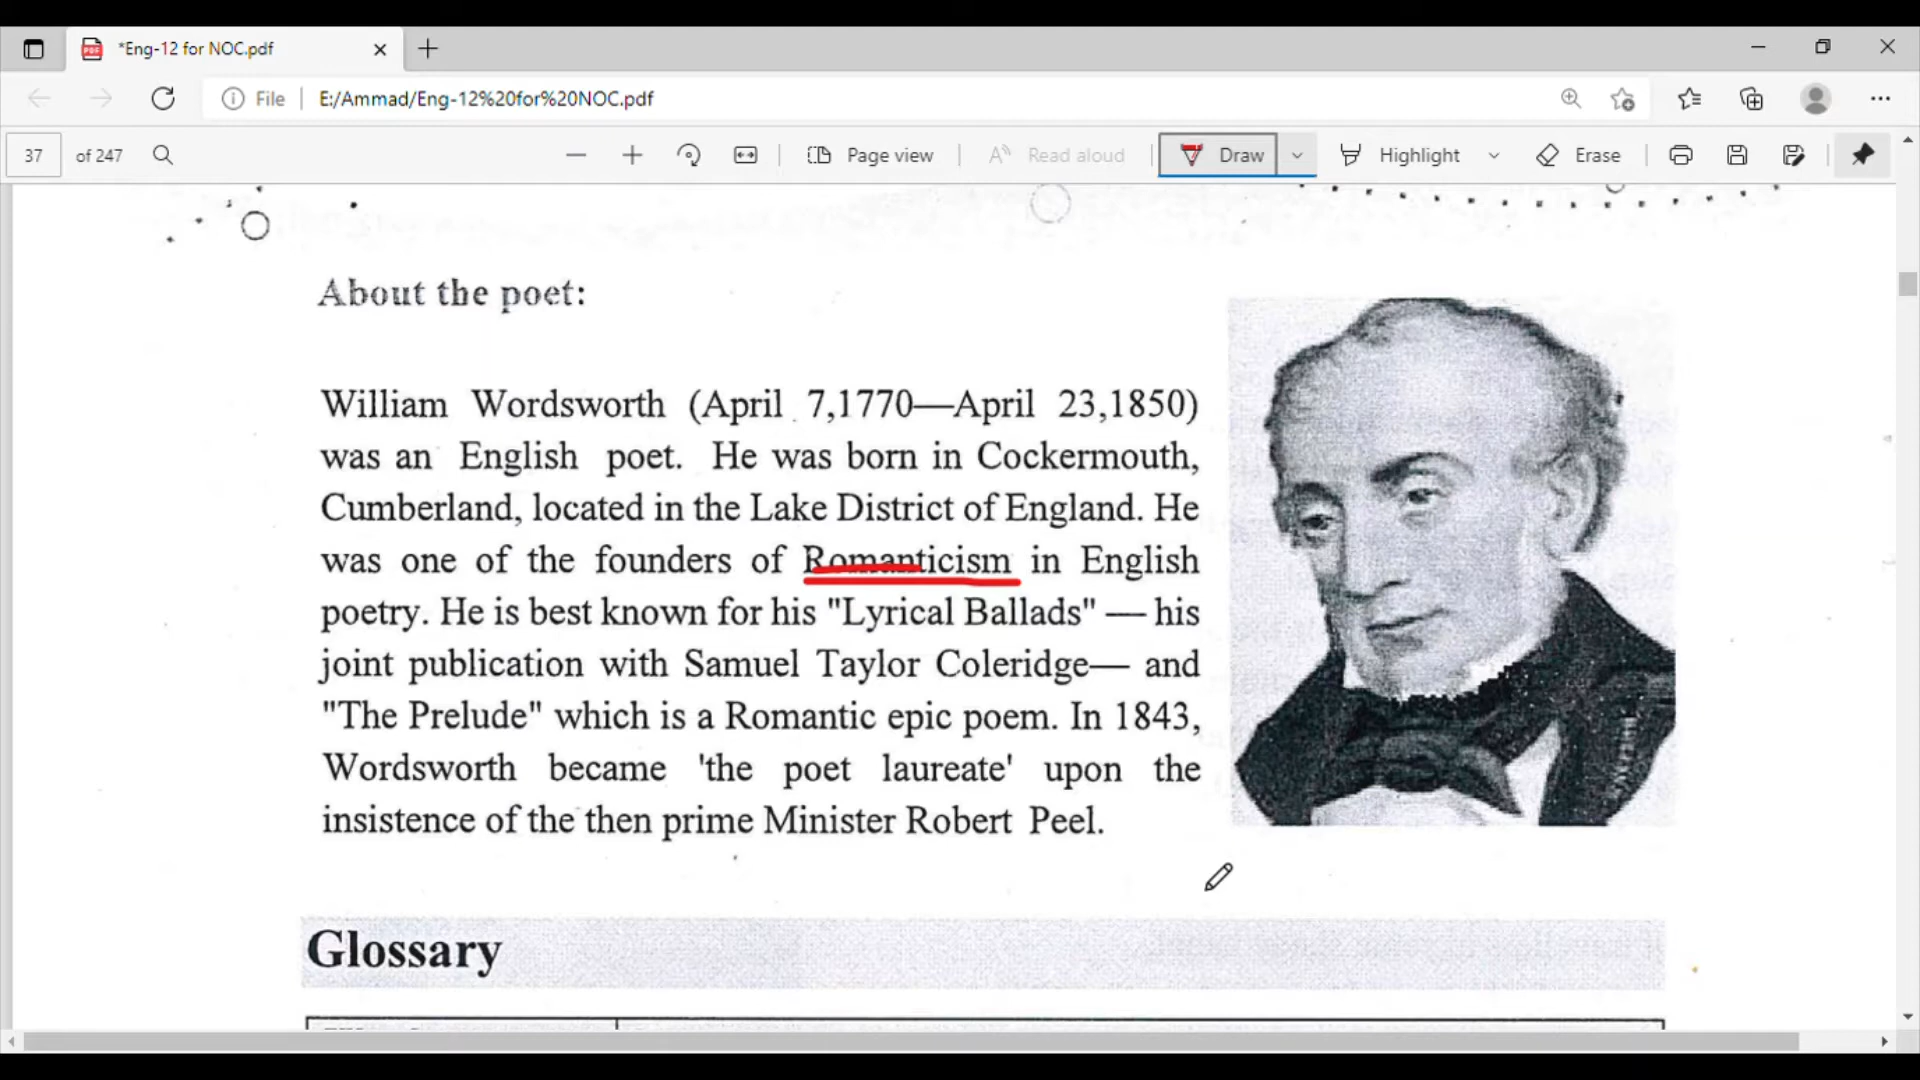 *Eng-12 for NOC.pdf
File E:/Ammad/Eng-12%20for%20NOC.pdf
37 of 247 Page view Read aloud Draw Highlight Erase
About the poet:
William Wordsworth (April 7,1770—April 23,1850)
was an English poet. He was born in Cockermouth,
Cumberland, located in the Lake District of England. He
was one of the founders of Romanticism in English
poetry. He is best known for his "Lyrical Ballads" — his
joint publication with Samuel Taylor Coleridge— and
"The Prelude" which is a Romantic epic poem. In 1843,
Wordsworth became 'the poet laureate' upon the
insistence of the then prime Minister Robert Peel.
Glossary